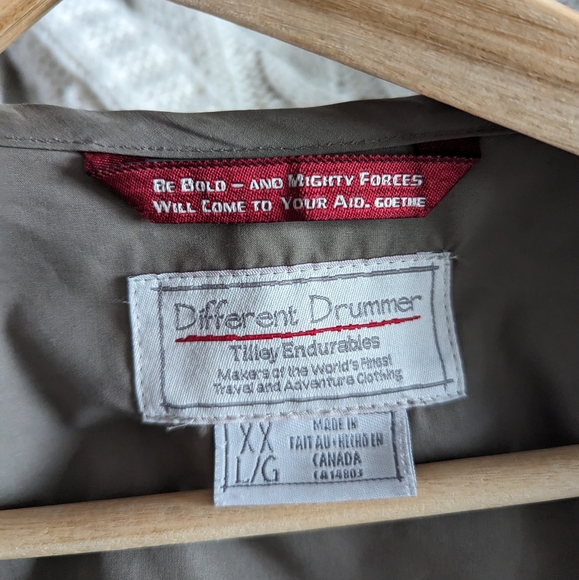 Be Bold – and Mighty Forces
Will Come to Your Aid. Goethe
Different Drummer
Tilley Endurables
Makers of the World's Finest
Travel and Adventure Clothing
XX
L/G
MADE IN
FAIT AU • HECHO EN
CANADA
CA14803